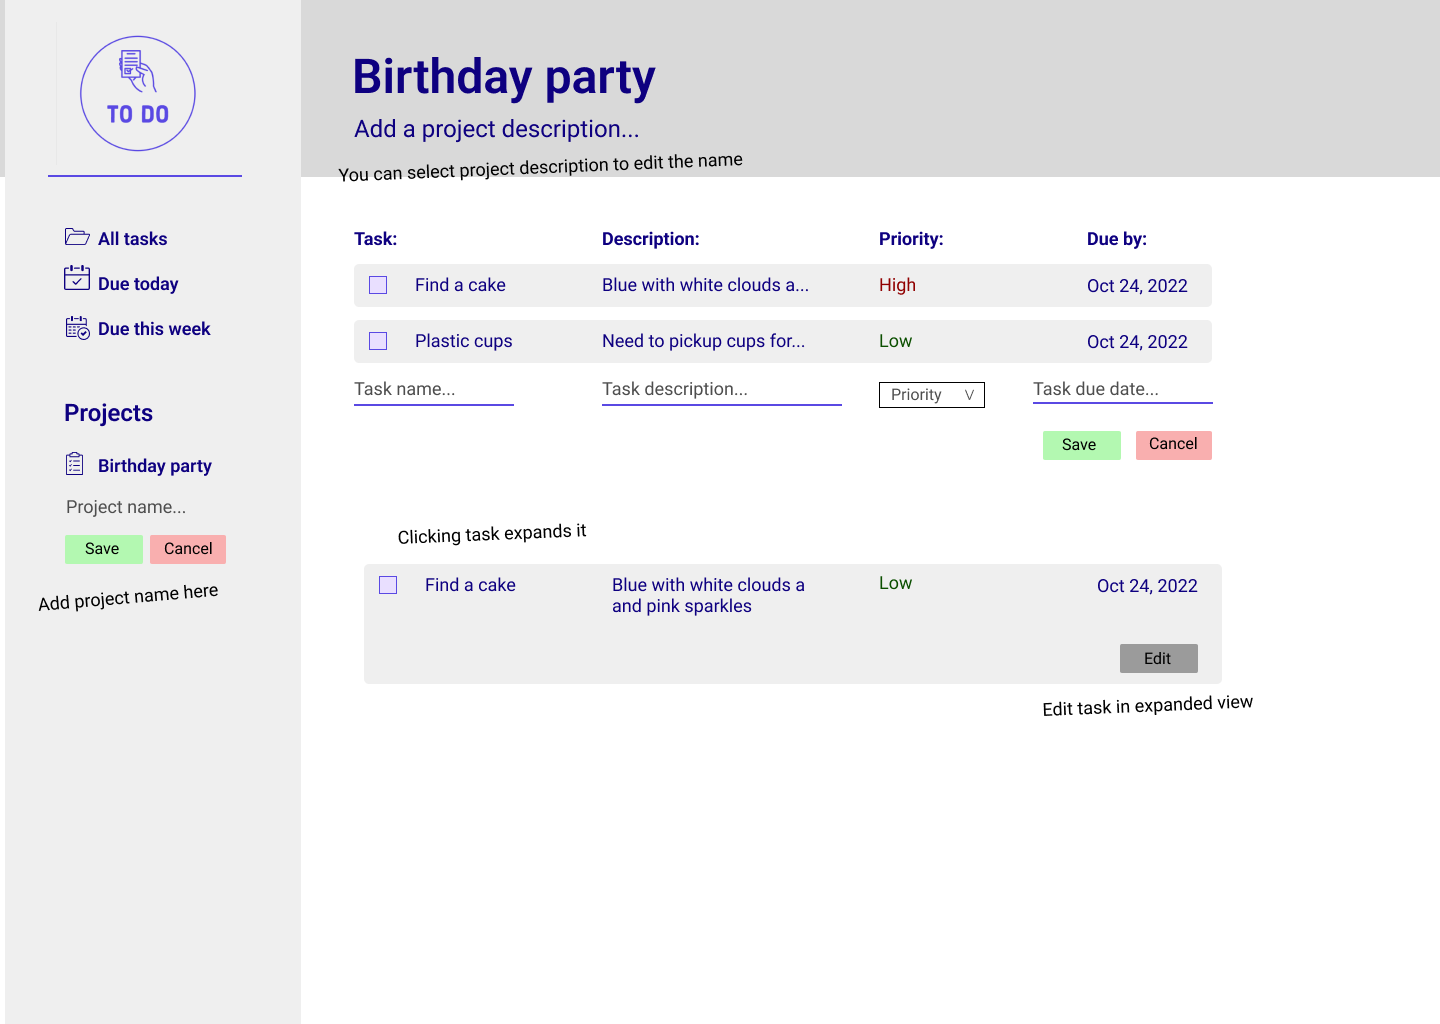 TO DO
All tasks
Due today
Due this week
Projects
Birthday party
Project name...
Save Cancel
Add project name here
Birthday party
Add a project description...
You can select project description to edit the name
Task: Description: Priority: Due by:
Find a cake Blue with white clouds a... High Oct 24, 2022
Plastic cups Need to pickup cups for... Low Oct 24, 2022
Task name... Task description... Priority V Task due date...
Save Cancel
Clicking task expands it
Find a cake Blue with white clouds a Low Oct 24, 2022
and pink sparkles
Edit
Edit task in expanded view